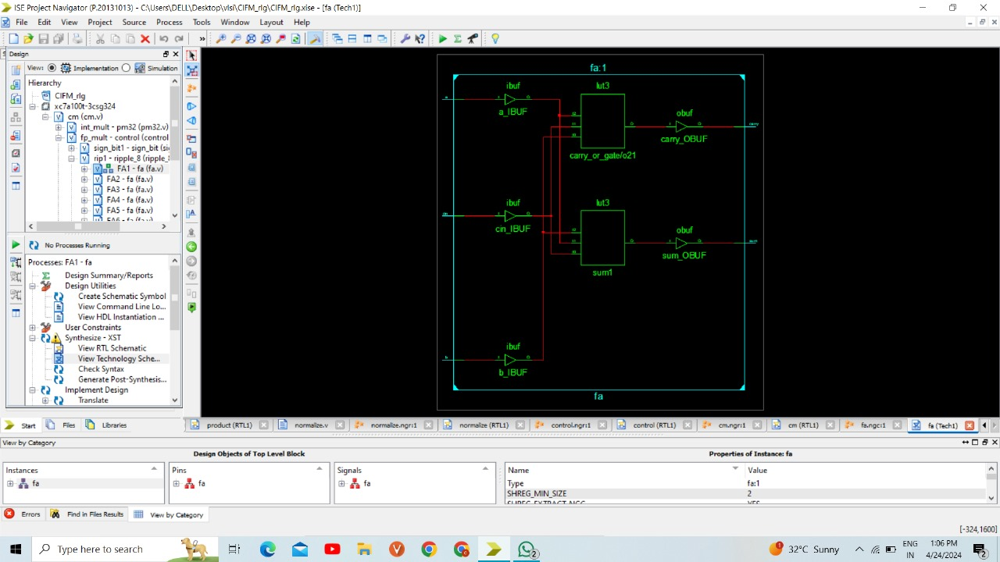 ISE Project Navigator (P.20131013) - C:\Users\DELL\Desktop\vlsi\CIFM_rlg\CIFM_rlg.xise - [fa (Tech1)]
File Edit View Project Source Process Tools Window Layout Help
Design
View: Implementation Simulation
Hierarchy
CIFM_rlg
xc7a100t-3csg324
cm (cm.v)
int_mult - pm32 (pm32.v)
fp_mult - control (control.v)
sign_bit1 - sign_bit (si
rip1 - ripple_8 (ripple_8
FA1 - fa (fa.v)
FA2 - fa (fa.v)
FA3 - fa (fa.v)
FA4 - fa (fa.v)
FA5 - fa (fa.v)
No Processes Running
Processes: FA1 - fa
Design Summary/Reports
Design Utilities
Create Schematic Symbol
View Command Line Lo...
View HDL Instantiation ...
User Constraints
Synthesize - XST
View RTL Schematic
View Technology Sche...
Check Syntax
Generate Post-Synthesis...
Implement Design
Translate
Start Files Libraries
fa:1
ibuf
a_IBUF
lut3
carry_or_gate/o21
obuf
carry_OBUF
ibuf
cin_IBUF
lut3
sum1
obuf
sum_OBUF
ibuf
b_IBUF
fa
product (RTL1) normalize.v normalize.ngr:1 normalize (RTL1) control.ngr:1 control (RTL1) cm.ngr:1 cm (RTL1) fa.ngc:1 fa (Tech1)
View by Category
Design Objects of Top Level Block
Properties of Instance: fa
Instances Pins Signals Name Value
fa fa fa Type fa:1
SHREG_MIN_SIZE 2
SHREG_EXTRACT_NGC YES
Errors Find in Files Results View by Category
[-324,1600]
Type here to search
32°C Sunny
ENG
IN
1:06 PM
4/24/2024
2
2